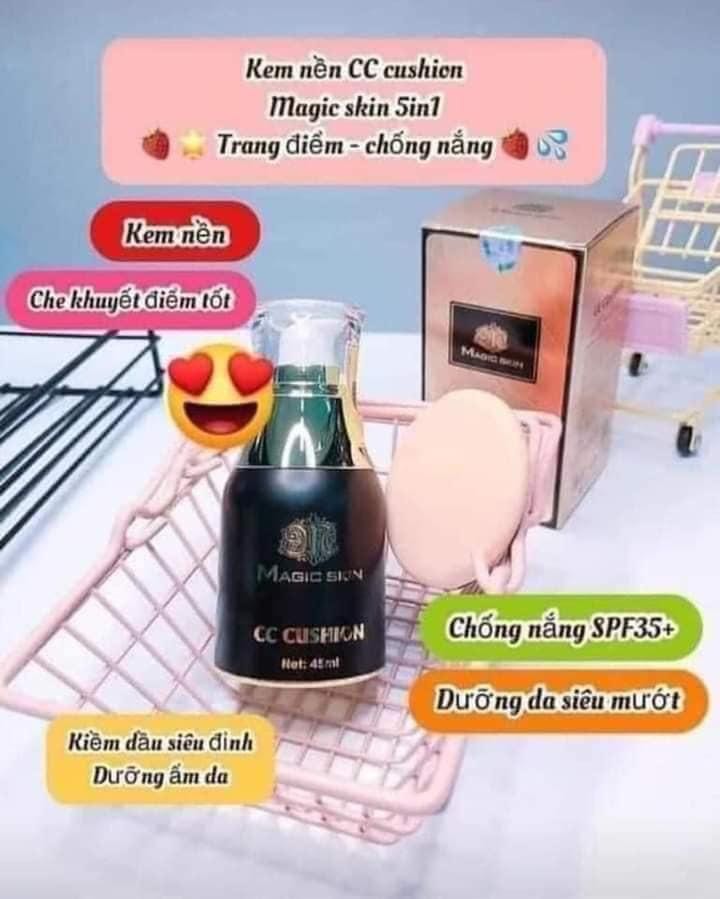 Kem nền CC cushion
Magic skin 5in1
🍓 🌟 Trang điểm - chống nắng 🍓 💦
Kem nền
Che khuyết điểm tốt
MAGIC SKIN
MAGIC SKIN
MAGIC SKIN
CC CUSHION
Net: 45ml
Chống nắng SPF35+
Dưỡng da siêu mướt
Kiềm dầu siêu đỉnh
Dưỡng ẩm da